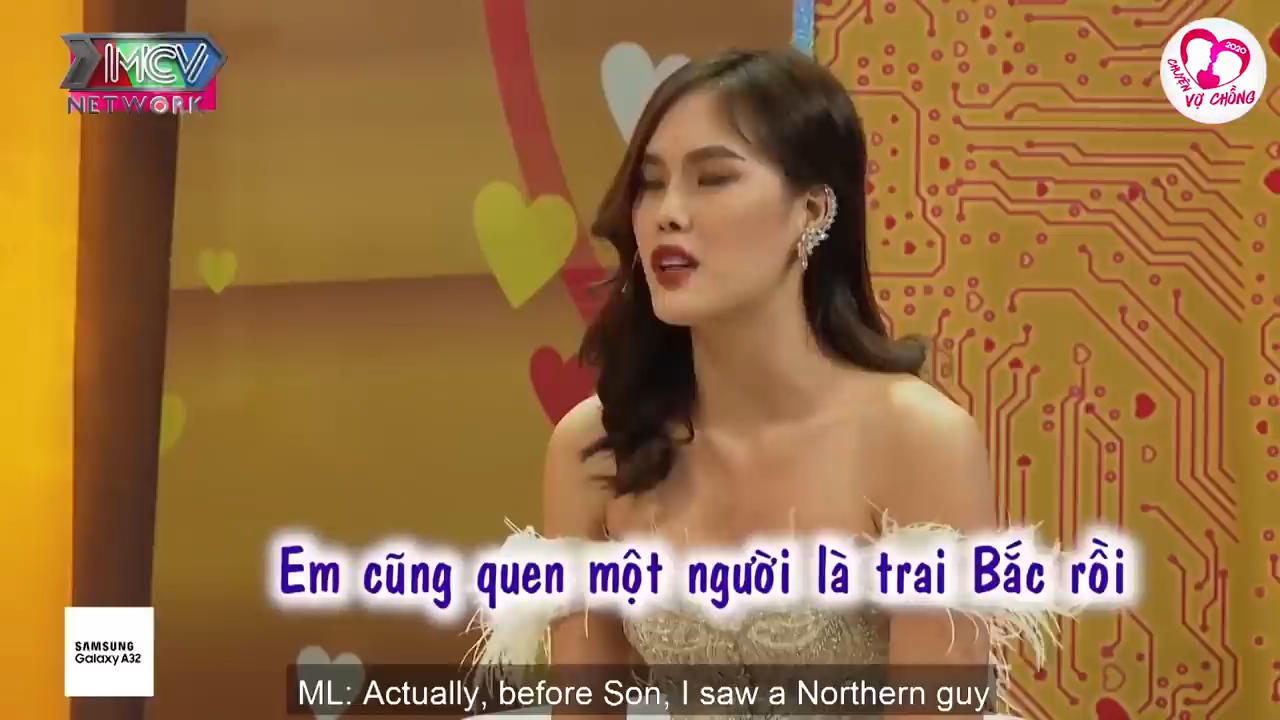 MCV
NETWORK
2020
CHUYỆN
VỢ CHỒNG
Em cũng quen một người là trai Bắc rồi
SAMSUNG
Galaxy A32
ML: Actually, before Son, I saw a Northern guy